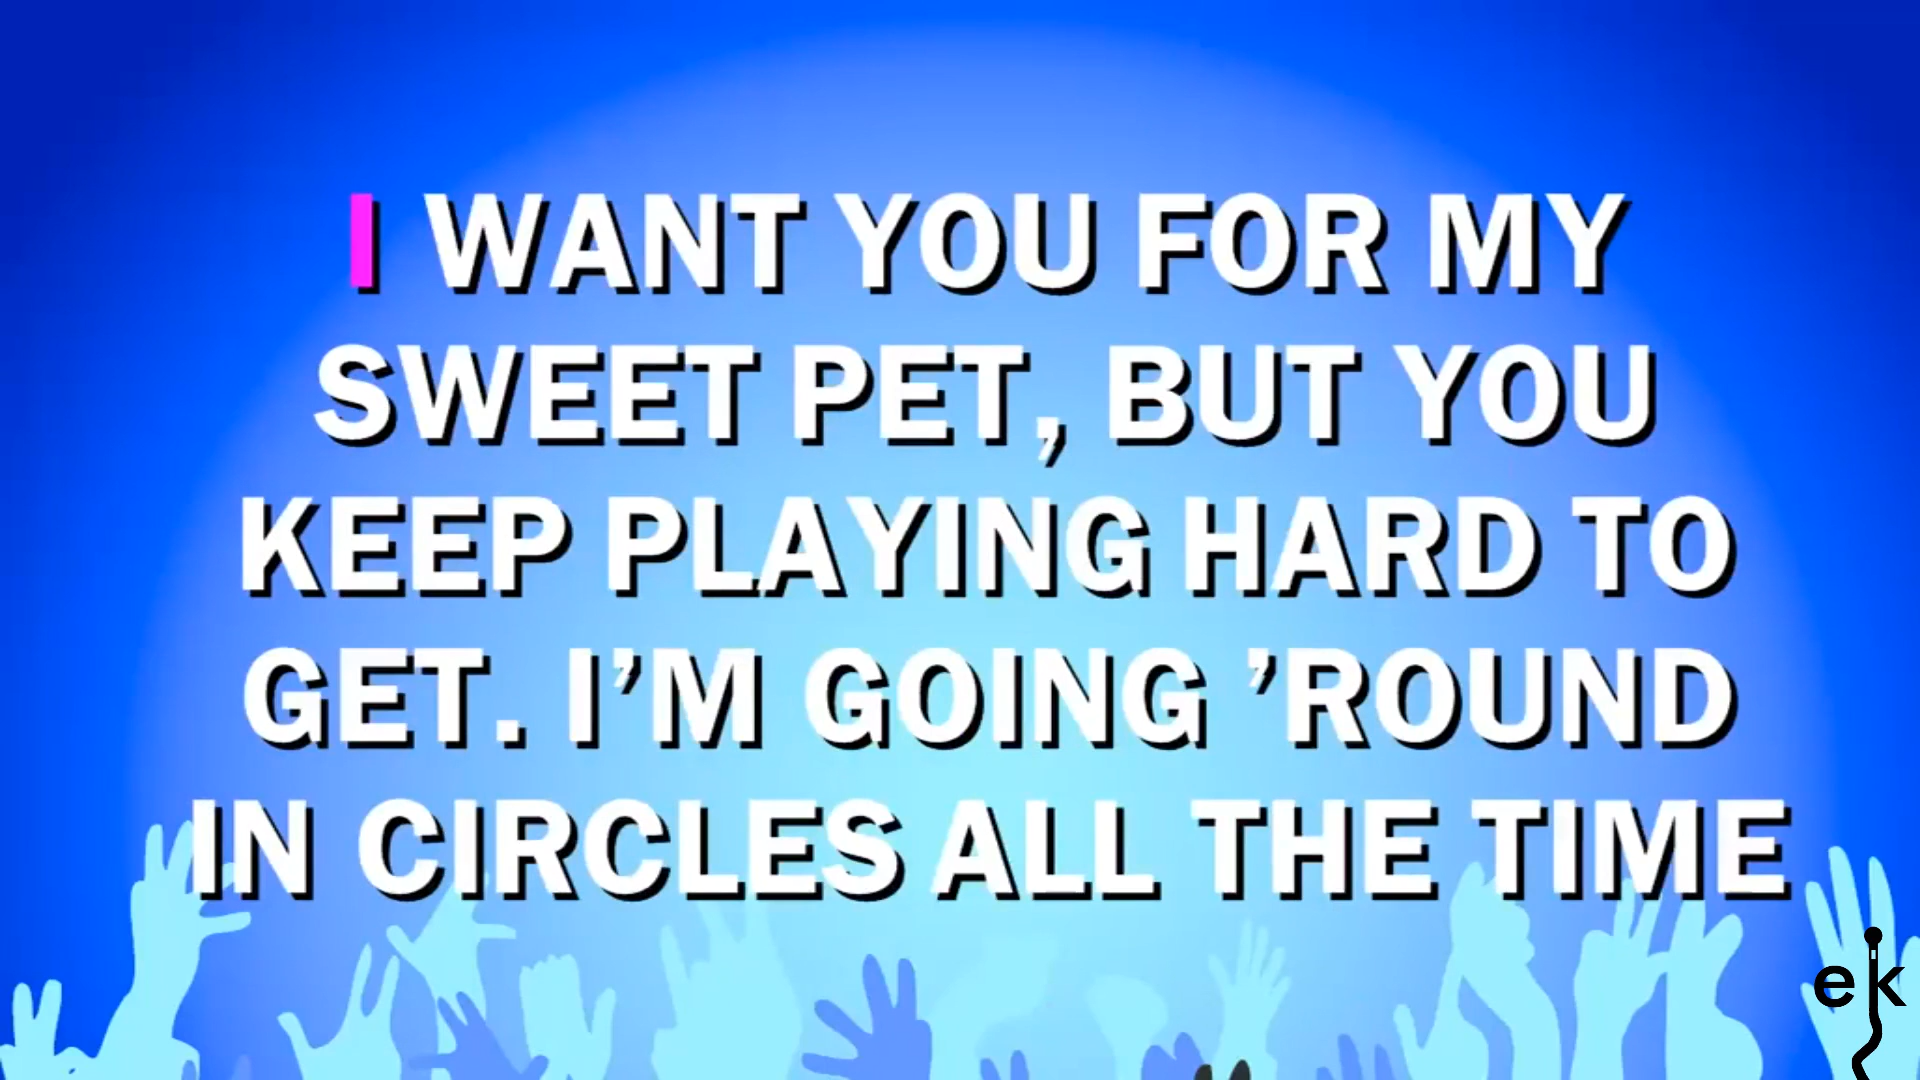 I WANT YOU FOR MY
SWEET PET, BUT YOU
KEEP PLAYING HARD TO
GET. I’M GOING ’ROUND
IN CIRCLES ALL THE TIME
ek